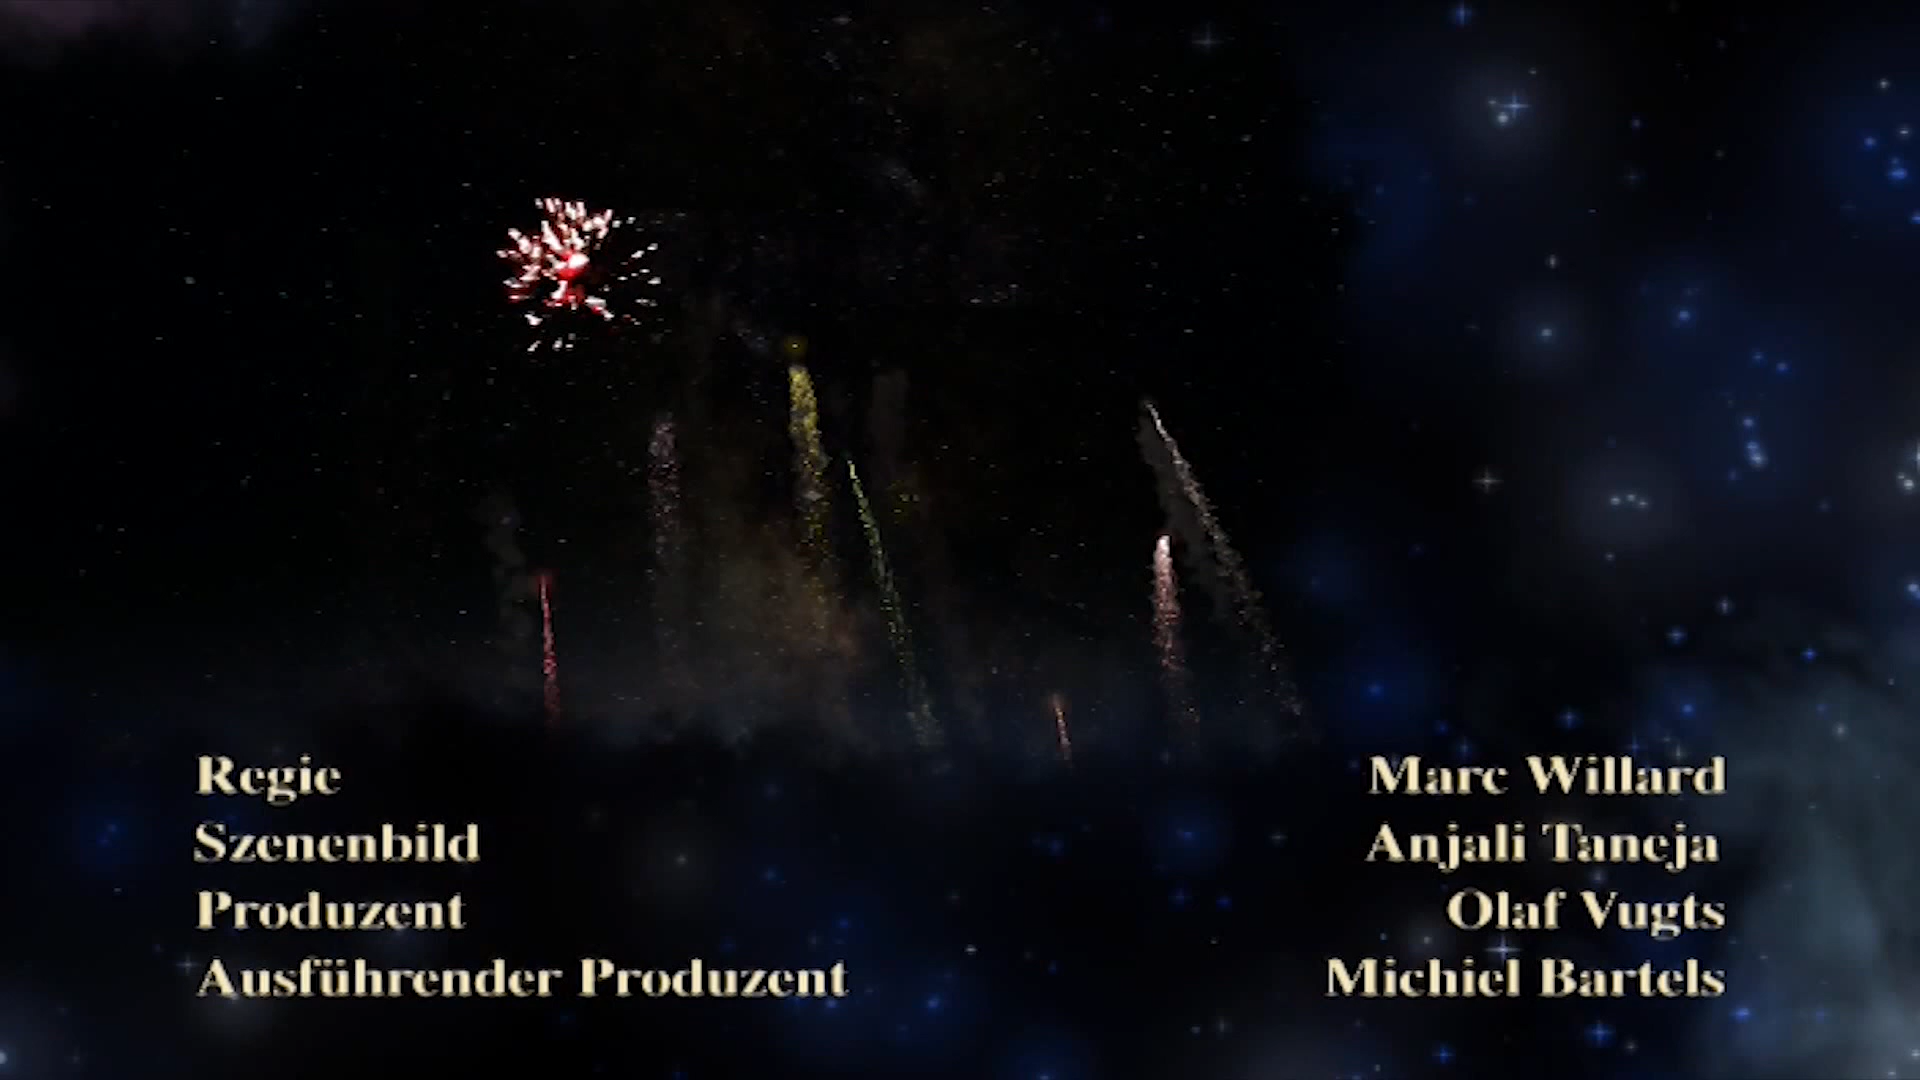 Regie Marc Willard
Szenenbild Anjali Taneja
Produzent Olaf Vugts
Ausführender Produzent Michiel Bartels